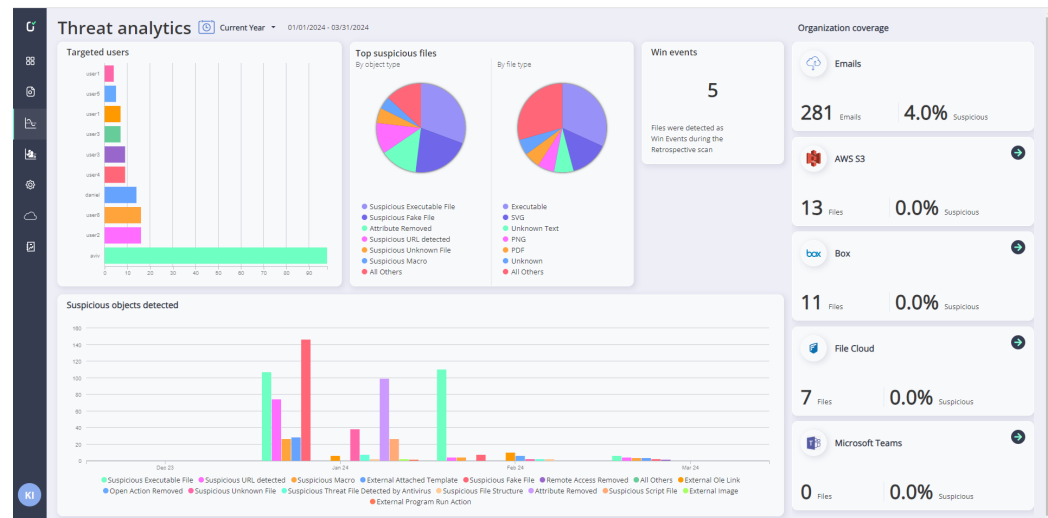 Threat analytics
Current Year
01/01/2024 - 03/31/2024
Targeted users
user9
user1
user3
user5
user4
daniel
user8
user2
aviv
0 10 20 30 40 50 60 70 80 90
Top suspicious files
By object type
By file type
Suspicious Executable File
Suspicious Fake File
Attribute Removed
Suspicious URL detected
Suspicious Unknown File
Suspicious Macro
All Others
Executable
SVG
Unknown Text
PNG
PDF
Unknown
All Others
Win events
5
Files were detected as
Win Events during the
Retrospective scan
Suspicious objects detected
160
140
120
100
80
60
40
20
0
Dec 23 Jan 24 Feb 24 Mar 24
Suspicious Executable File Suspicious URL detected Suspicious Macro External Attached Template Suspicious Fake File Remote Access Removed All Others External Ole Link
Open Action Removed Suspicious Unknown File Suspicious Threat File Detected by Antivirus Suspicious File Structure Attribute Removed Suspicious Script File External Image
External Program Run Action
Organization coverage
Emails
281 Emails 4.0% Suspicious
AWS S3
13 Files 0.0% Suspicious
box
Box
11 Files 0.0% Suspicious
File Cloud
7 Files 0.0% Suspicious
Microsoft Teams
0 Files 0.0% Suspicious
KI